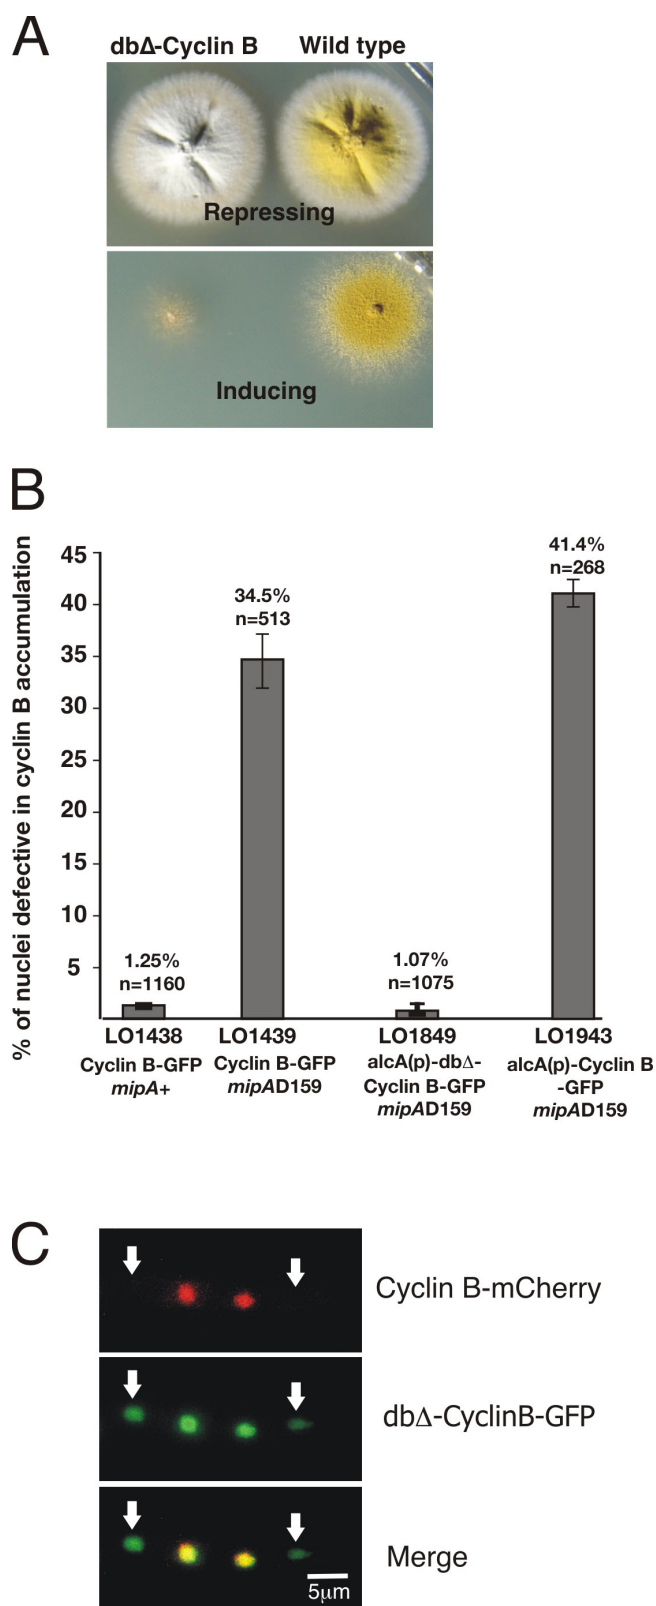 A
dbΔ-Cyclin B Wild type
Repressing
Inducing
B
% of nuclei defective in cyclin B accumulation
45
40
35
30
25
20
15
10
5
1.25%
n=1160
34.5%
n=513
1.07%
n=1075
41.4%
n=268
LO1438
Cyclin B-GFP
mipA+
LO1439
Cyclin B-GFP
mipAD159
LO1849
alcA(p)-dbΔ-
Cyclin B-GFP
mipAD159
LO1943
alcA(p)-Cyclin B
-GFP
mipAD159
C
Cyclin B-mCherry
dbΔ-CyclinB-GFP
Merge
5μm